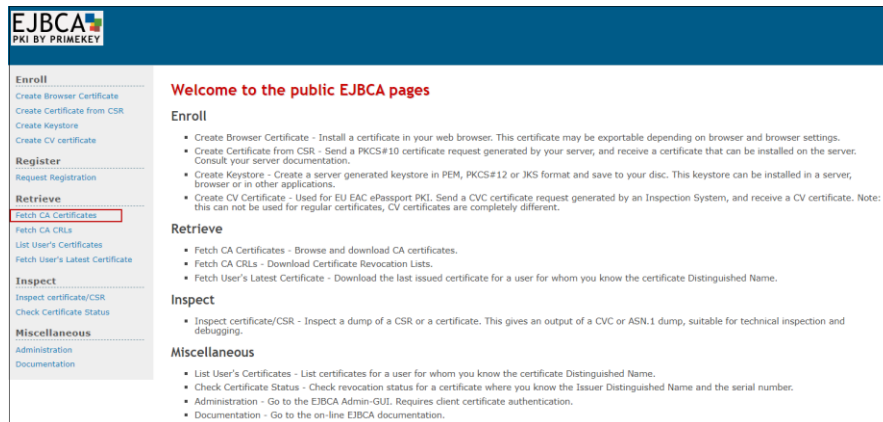 EJBCA
PKI BY PRIMEKEY
Enroll
Create Browser Certificate
Create Certificate from CSR
Create Keystore
Create CV certificate
Register
Request Registration
Retrieve
Fetch CA Certificates
Fetch CA CRLs
List User's Certificates
Fetch User's Latest Certificate
Inspect
Inspect certificate/CSR
Check Certificate Status
Miscellaneous
Administration
Documentation
Welcome to the public EJBCA pages
Enroll
▪ Create Browser Certificate - Install a certificate in your web browser. This certificate may be exportable depending on browser and browser settings.
▪ Create Certificate from CSR - Send a PKCS#10 certificate request generated by your server, and receive a certificate that can be installed on the server.
Consult your server documentation.
▪ Create Keystore - Create a server generated keystore in PEM, PKCS#12 or JKS format and save to your disc. This keystore can be installed in a server,
browser or in other applications.
▪ Create CV Certificate - Used for EU EAC ePassport PKI. Send a CVC certificate request generated by an Inspection System, and receive a CV certificate. Note:
this can not be used for regular certificates, CV certificates are completely different.
Retrieve
▪ Fetch CA Certificates - Browse and download CA certificates.
▪ Fetch CA CRLs - Download Certificate Revocation Lists.
▪ Fetch User's Latest Certificate - Download the last issued certificate for a user for whom you know the certificate Distinguished Name.
Inspect
▪ Inspect certificate/CSR - Inspect a dump of a CSR or a certificate. This gives an output of a CVC or ASN.1 dump, suitable for technical inspection and
debugging.
Miscellaneous
▪ List User's Certificates - List certificates for a user for whom you know the certificate Distinguished Name.
▪ Check Certificate Status - Check revocation status for a certificate where you know the Issuer Distinguished Name and the serial number.
▪ Administration - Go to the EJBCA Admin-GUI. Requires client certificate authentication.
▪ Documentation - Go to the on-line EJBCA documentation.